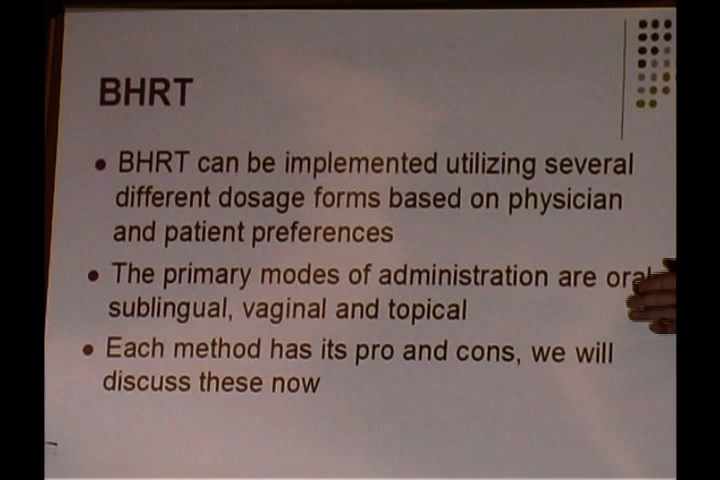 BHRT
BHRT can be implemented utilizing several
different dosage forms based on physician
and patient preferences
The primary modes of administration are oral
sublingual, vaginal and topical
Each method has its pro and cons, we will
discuss these now